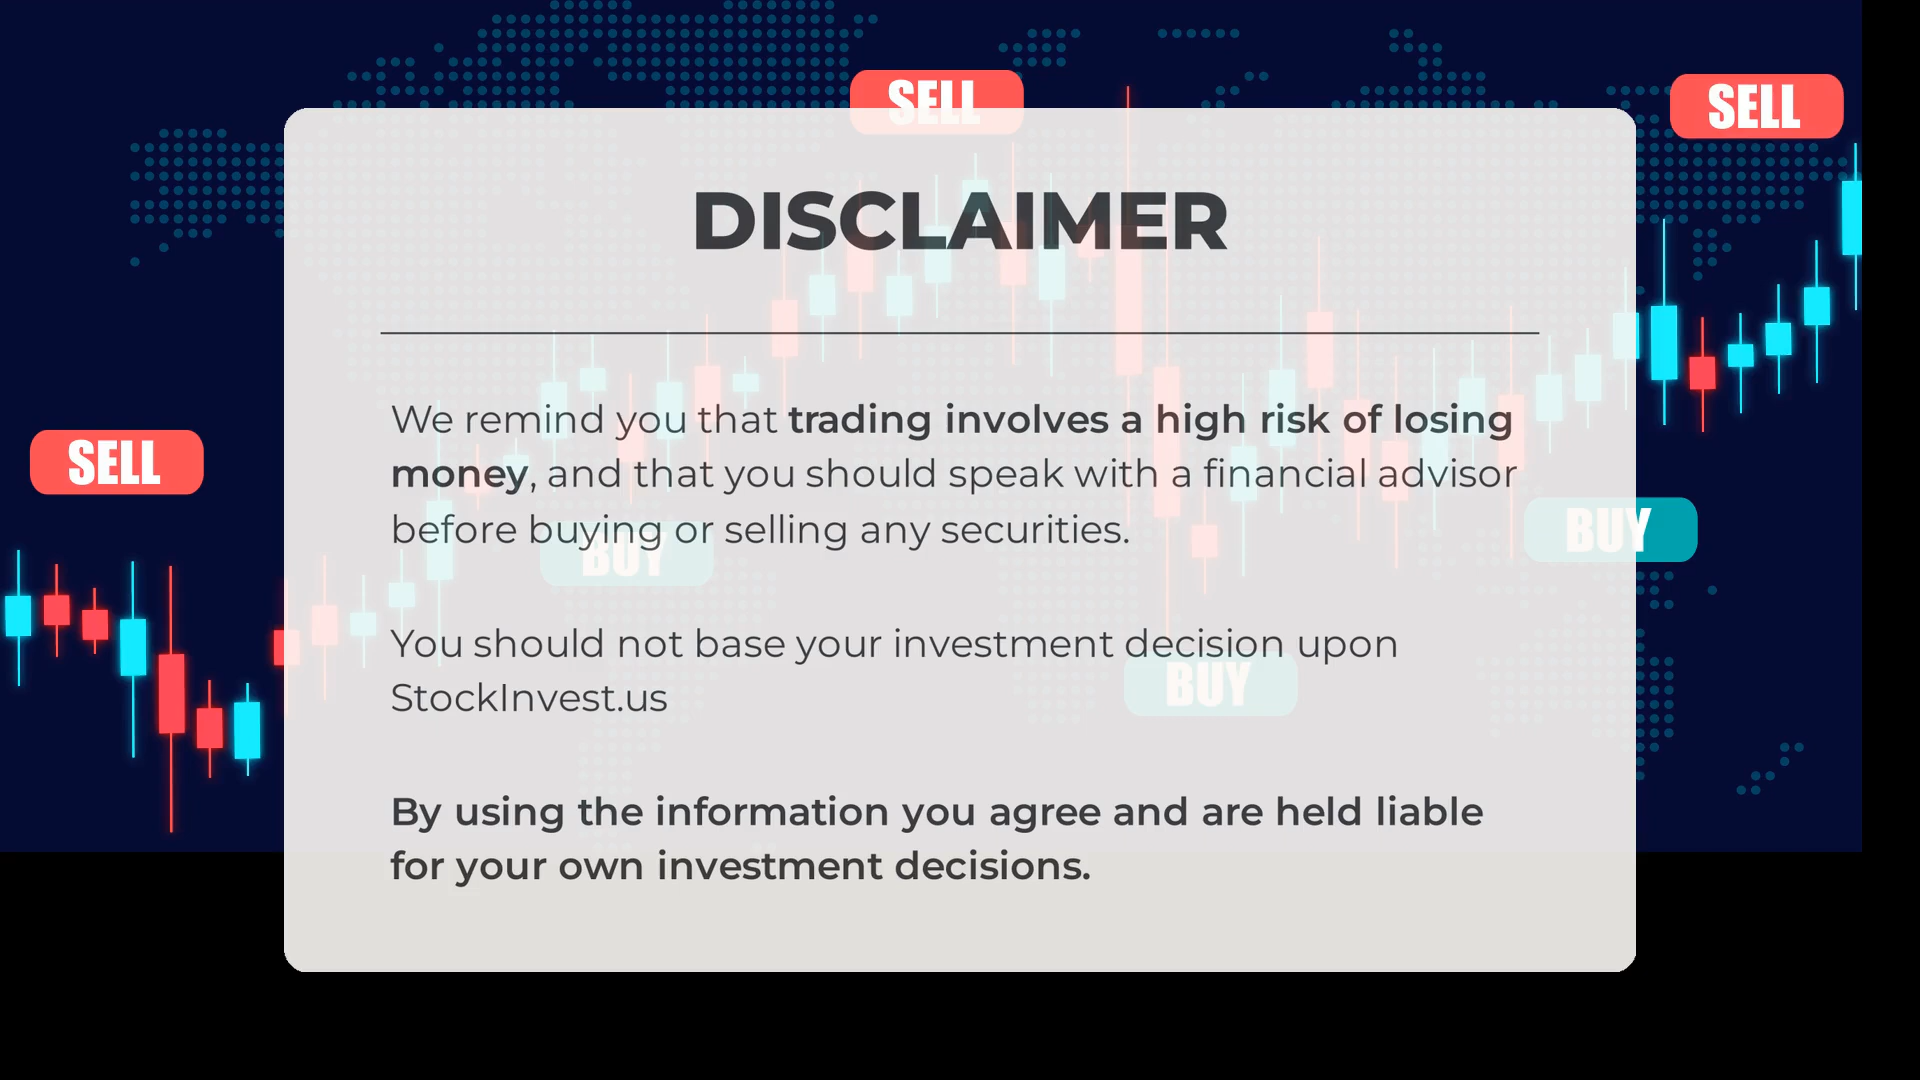 SELL
SELL
DISCLAIMER
We remind you that trading involves a high risk of losing
money, and that you should speak with a financial advisor
before buying or selling any securities.
SELL
BUY
BUY
You should not base your investment decision upon
StockInvest.us
BUY
By using the information you agree and are held liable
for your own investment decisions.